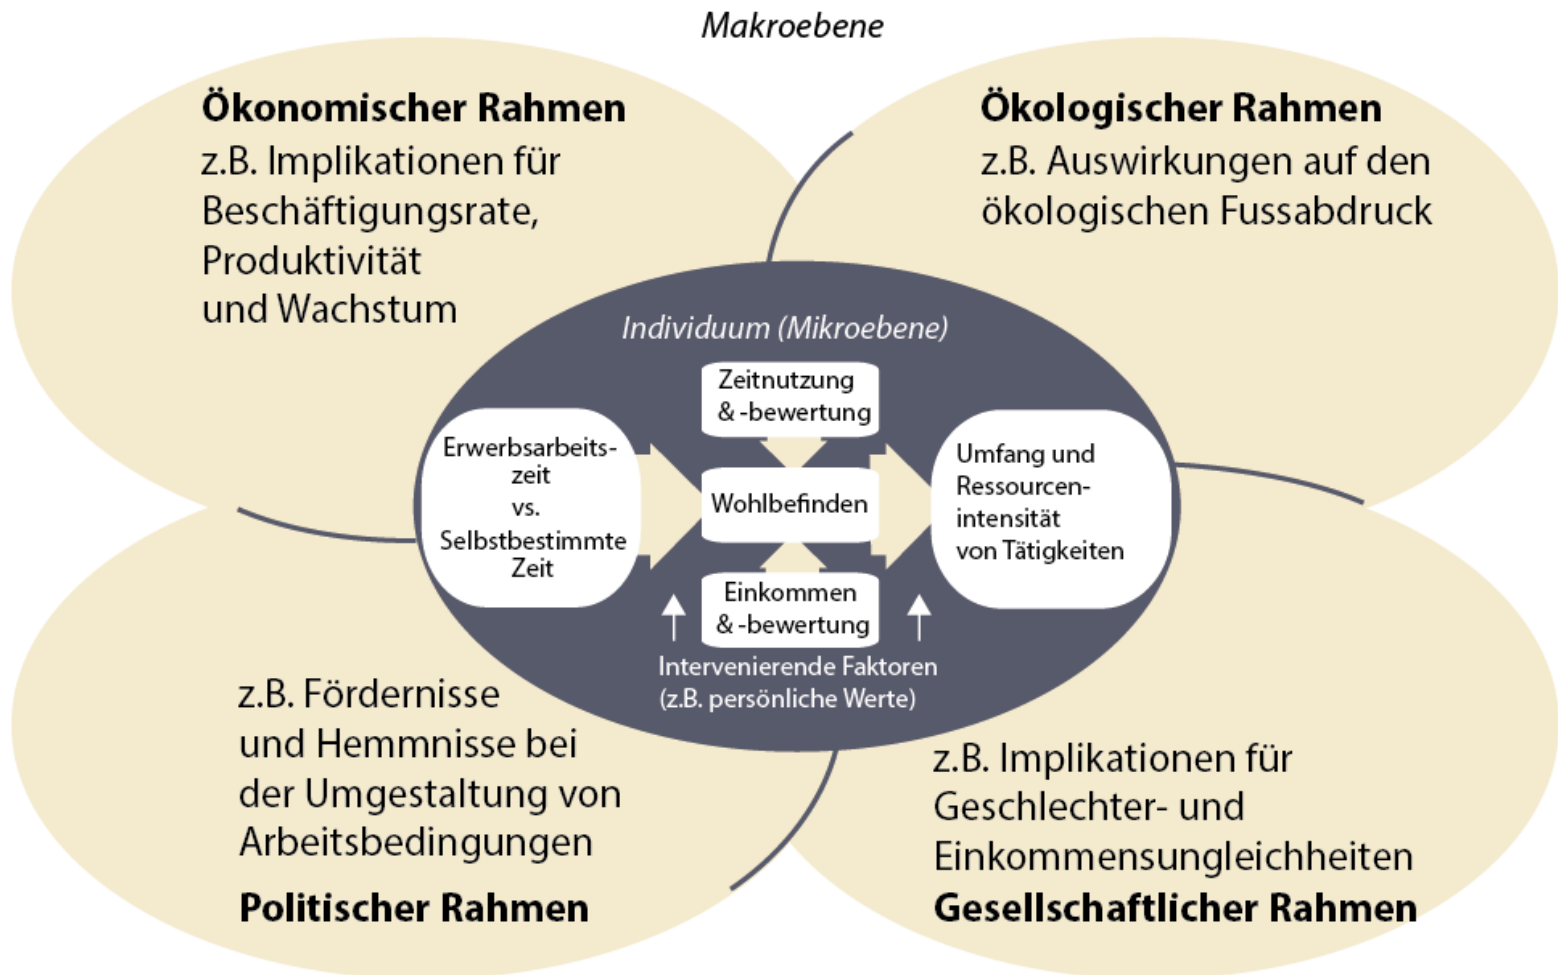 Makroebene
Ökonomischer Rahmen
z.B. Implikationen für
Beschäftigungsrate,
Produktivität
und Wachstum
Ökologischer Rahmen
z.B. Auswirkungen auf den
ökologischen Fussabdruck
Individuum (Mikroebene)
Zeitnutzung
& -bewertung
Erwerbsarbeits-
zeit
vs.
Selbstbestimmte
Zeit
Wohlbefinden
Umfang und
Ressourcen-
intensität
von Tätigkeiten
Einkommen
& -bewertung
Intervenierende Faktoren
(z.B. persönliche Werte)
z.B. Fördernisse
und Hemmnisse bei
der Umgestaltung von
Arbeitsbedingungen
Politischer Rahmen
z.B. Implikationen für
Geschlechter- und
Einkommensungleichheiten
Gesellschaftlicher Rahmen